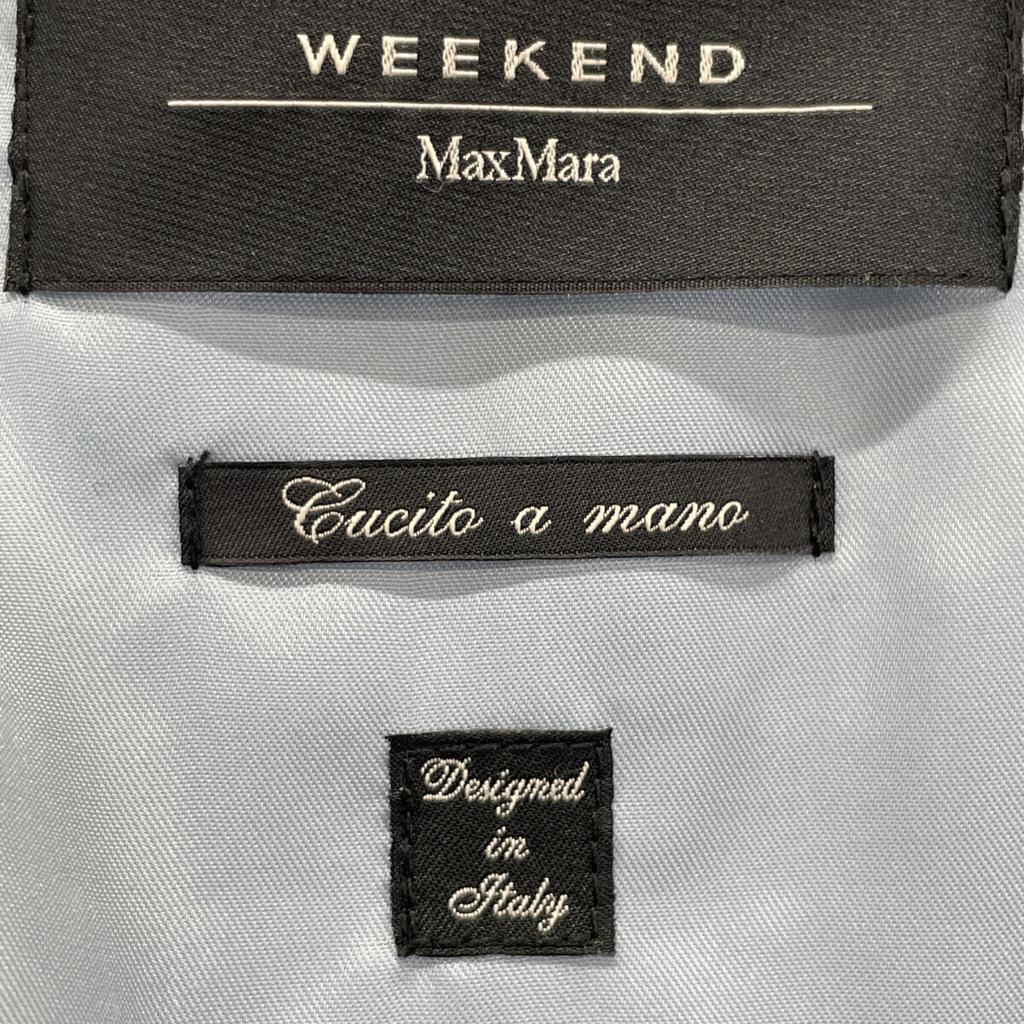 WEEKEND
MaxMara
Cucito a mano
Designed
in
Italy